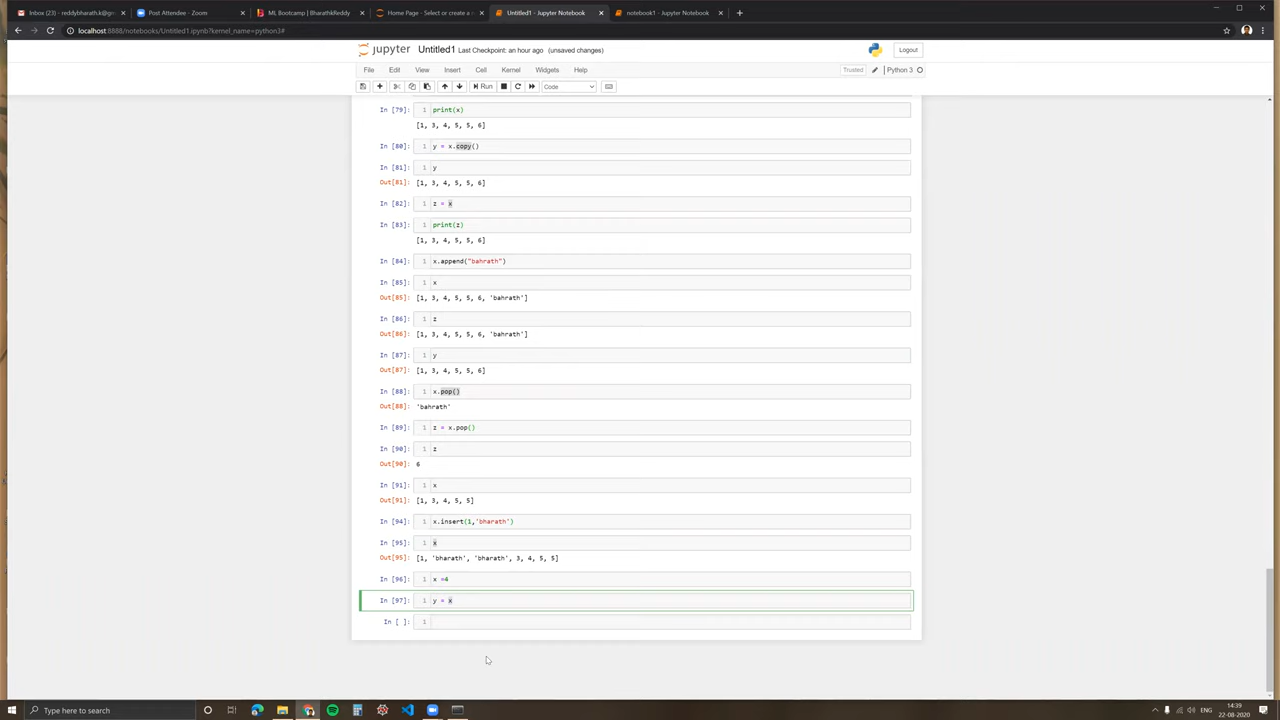 Inbox (23) - reddybharath.k@gm
Post Attendee - Zoom
ML Bootcamp | BharathKReddy
Home Page - Select or create a n
Untitled1 - Jupyter Notebook
notebook1 - Jupyter Notebook
localhost:8888/notebooks/Untitled1.ipynb?kernel_name=python3#
jupyter Untitled1 Last Checkpoint: an hour ago (unsaved changes)
Logout
File Edit View Insert Cell Kernel Widgets Help
Trusted Python 3
Run Code
In [79]: 1 print(x)
[1, 3, 4, 5, 5, 6]
In [80]: 1 y = x.copy()
In [81]: 1 y
Out[81]: [1, 3, 4, 5, 5, 6]
In [82]: 1 z = x
In [83]: 1 print(z)
[1, 3, 4, 5, 5, 6]
In [84]: 1 x.append("bahrath")
In [85]: 1 x
Out[85]: [1, 3, 4, 5, 5, 6, 'bahrath']
In [86]: 1 z
Out[86]: [1, 3, 4, 5, 5, 6, 'bahrath']
In [87]: 1 y
Out[87]: [1, 3, 4, 5, 5, 6]
In [88]: 1 x.pop()
Out[88]: 'bahrath'
In [89]: 1 z = x.pop()
In [90]: 1 z
Out[90]: 6
In [91]: 1 x
Out[91]: [1, 3, 4, 5, 5]
In [94]: 1 x.insert(1,'bharath')
In [95]: 1 x
Out[95]: [1, 'bharath', 'bharath', 3, 4, 5, 5]
In [96]: 1 x =4
In [97]: 1 y = x
In [ ]: 1
Type here to search
ENG
14:39
22-08-2020